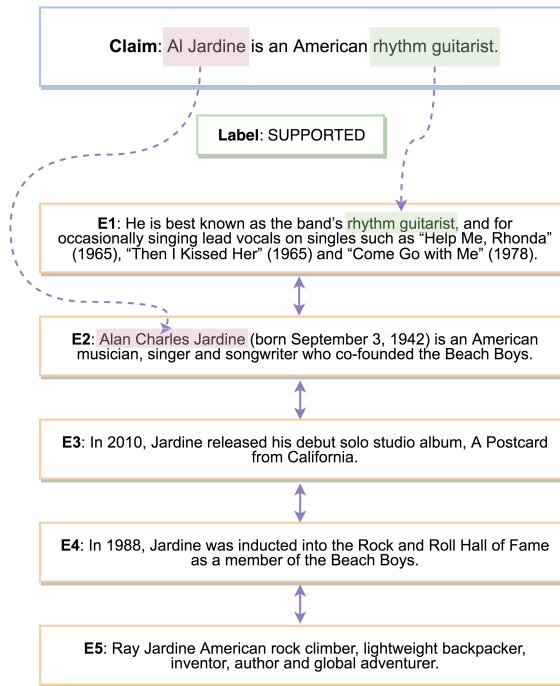 Claim: Al Jardine is an American rhythm guitarist.
Label: SUPPORTED
E1: He is best known as the band's rhythm guitarist, and for
occasionally singing lead vocals on singles such as “Help Me, Rhonda”
(1965), “Then I Kissed Her” (1965) and “Come Go with Me” (1978).
E2: Alan Charles Jardine (born September 3, 1942) is an American
musician, singer and songwriter who co-founded the Beach Boys.
E3: In 2010, Jardine released his debut solo studio album, A Postcard
from California.
E4: In 1988, Jardine was inducted into the Rock and Roll Hall of Fame
as a member of the Beach Boys.
E5: Ray Jardine American rock climber, lightweight backpacker,
inventor, author and global adventurer.